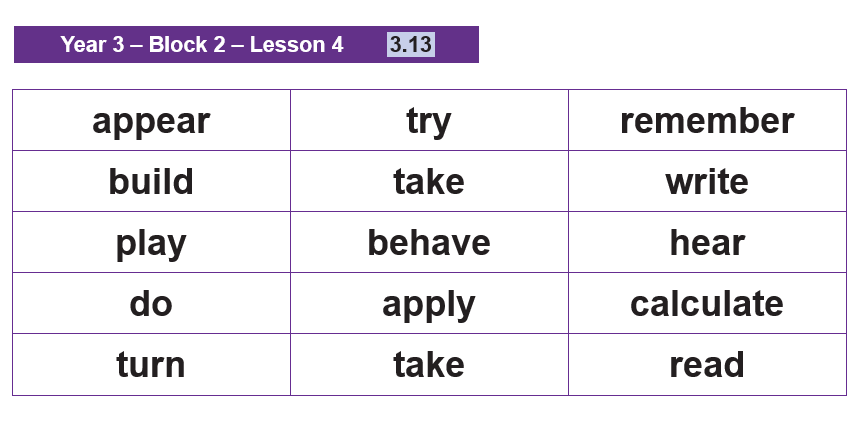 Year 3 – Block 2 – Lesson 4 3.13
appear try remember
build take write
play behave hear
do apply calculate
turn take read